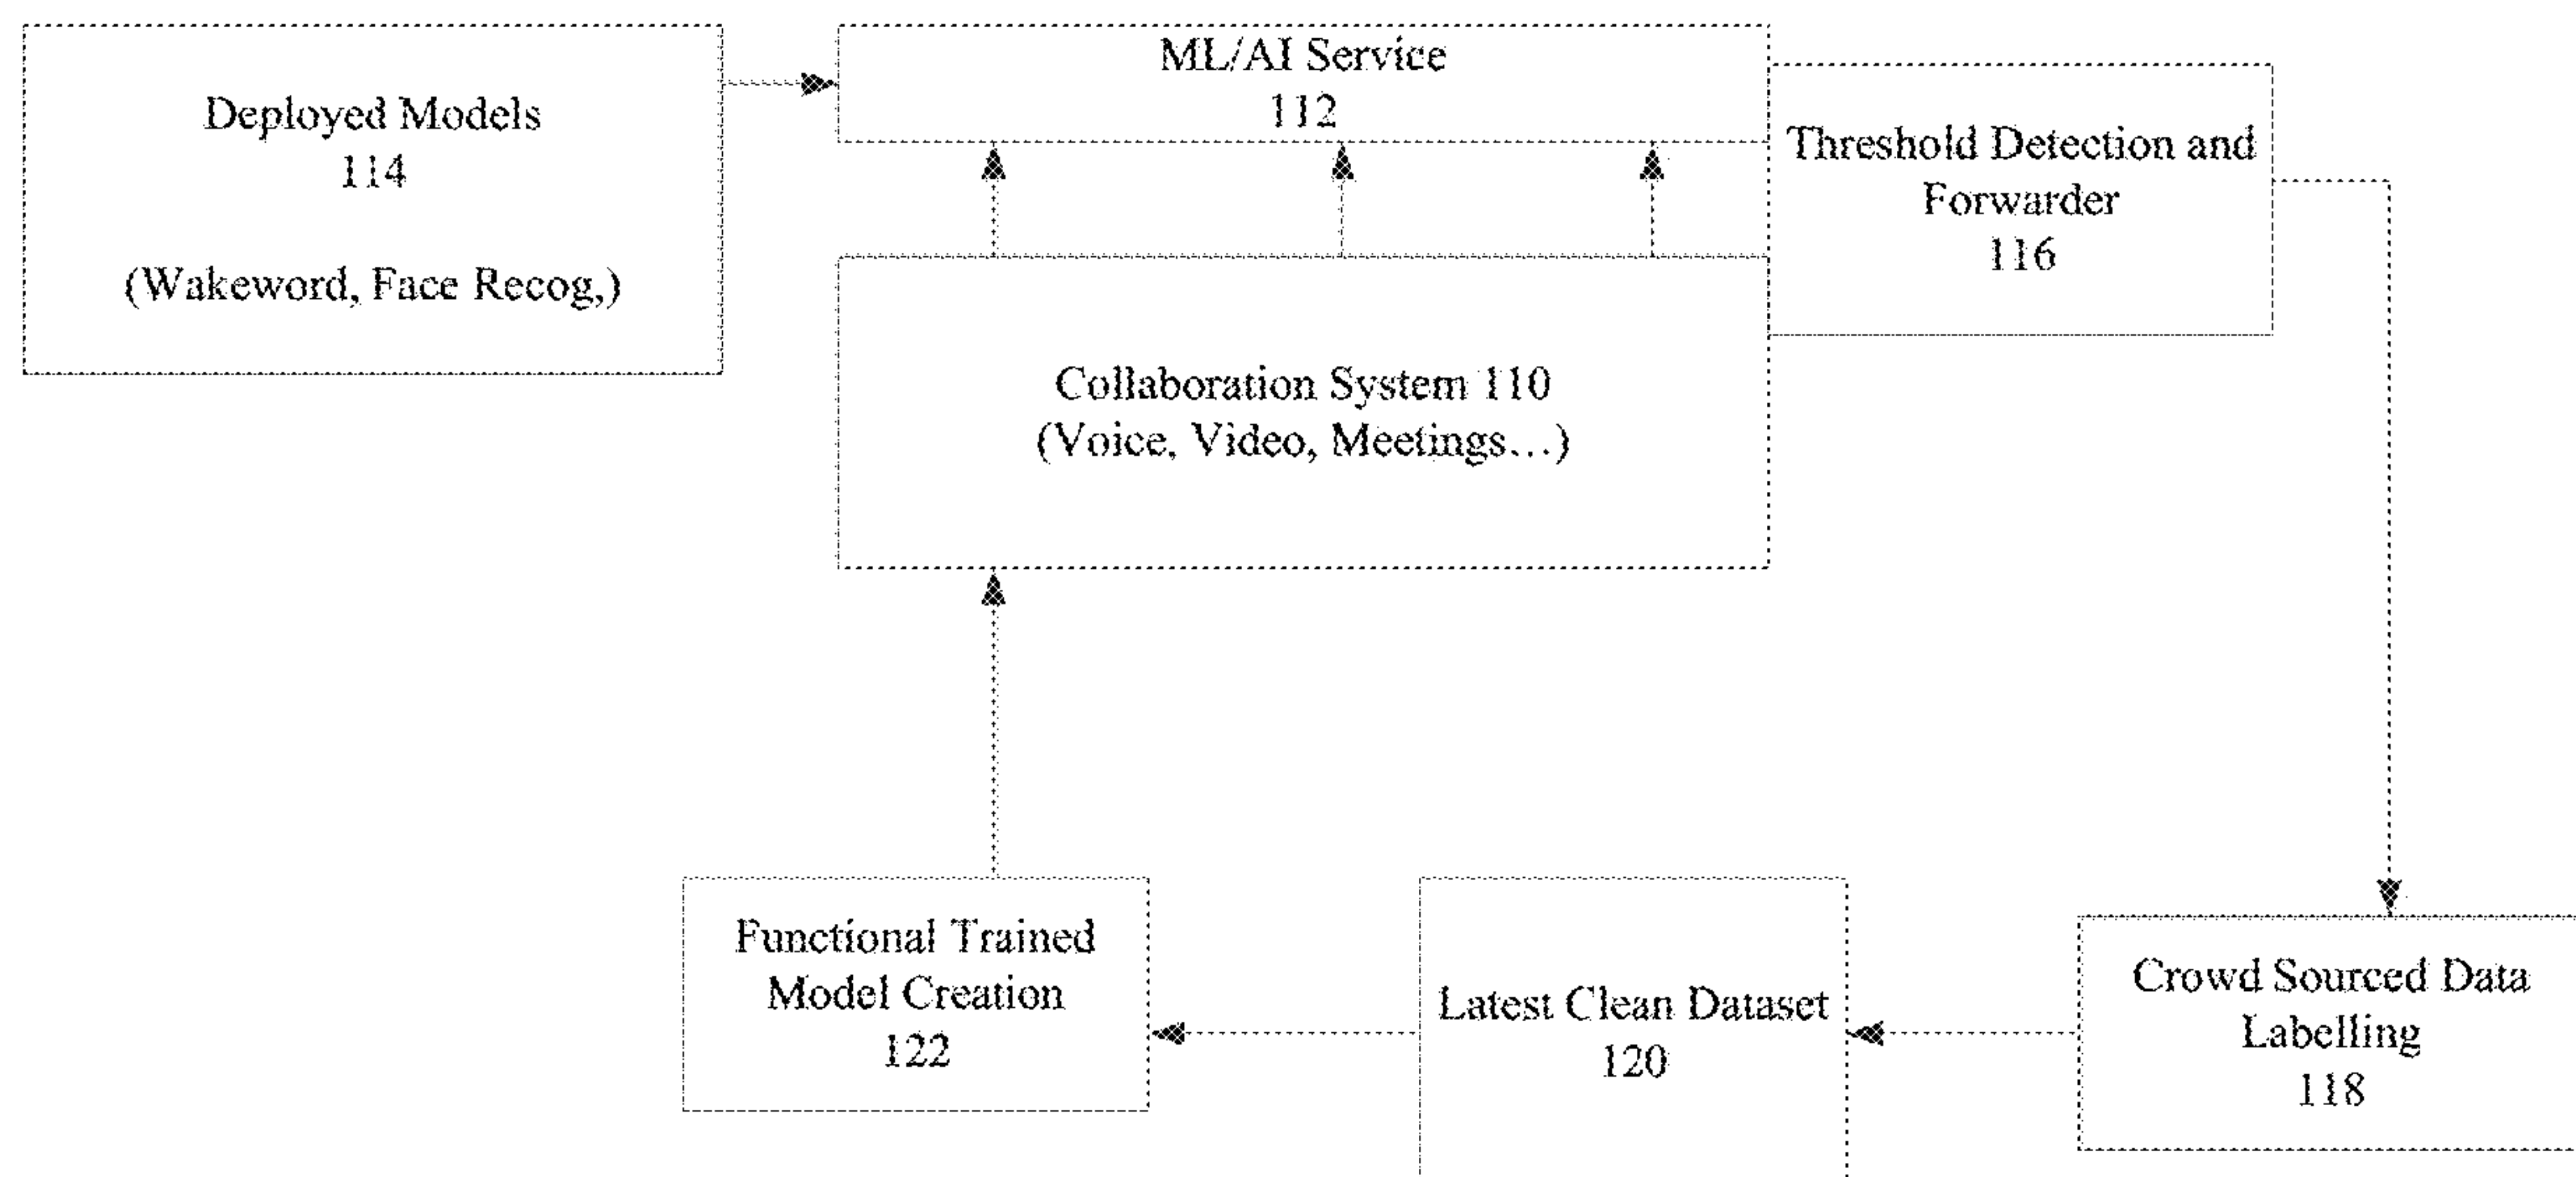 Deployed Models
114
(Wakeword, Face Recog,)
ML/AI Service
112
Threshold Detection and
Forwarder
116
Collaboration System 110
(Voice, Video, Meetings...)
Functional Trained
Model Creation
122
Latest Clean Dataset
120
Crowd Sourced Data
Labelling
118